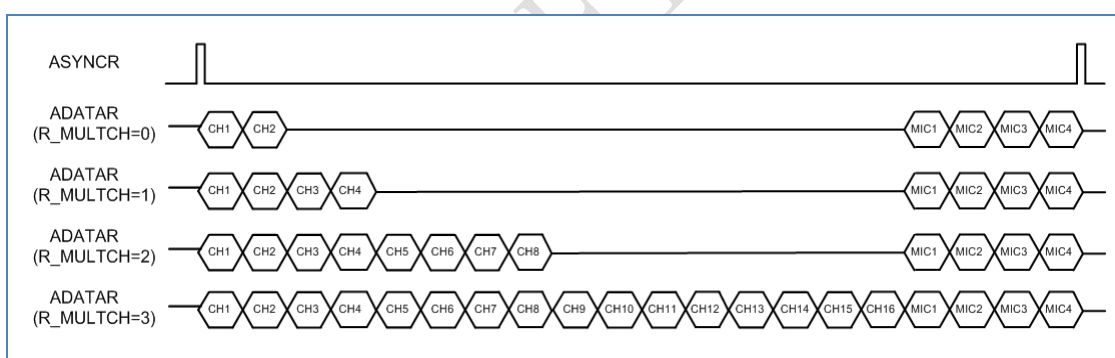 ASYNCR
ADATAR
(R_MULTCH=0)
CH1 CH2 MIC1 MIC2 MIC3 MIC4
ADATAR
(R_MULTCH=1)
CH1 CH2 CH3 CH4 MIC1 MIC2 MIC3 MIC4
ADATAR
(R_MULTCH=2)
CH1 CH2 CH3 CH4 CH5 CH6 CH7 CH8 MIC1 MIC2 MIC3 MIC4
ADATAR
(R_MULTCH=3)
CH1 CH2 CH3 CH4 CH5 CH6 CH7 CH8 CH9 CH10 CH11 CH12 CH13 CH14 CH15 CH16 MIC1 MIC2 MIC3 MIC4